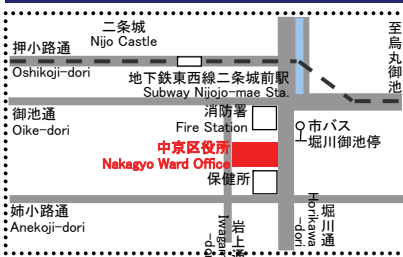 二条城
Nijo Castle
至烏丸御池
押小路通
Oshikoji-dori
地下鉄東西線二条城前駅
Subway Nijojo-mae Sta.
御池通
Oike-dori
消防署
Fire Station
市バス
堀川御池停
中京区役所
Nakagyo Ward Office
保健所
姉小路通
Anekoji-dori
岩上通
Iwagami
-dori
堀川通
Horikawa
-dori